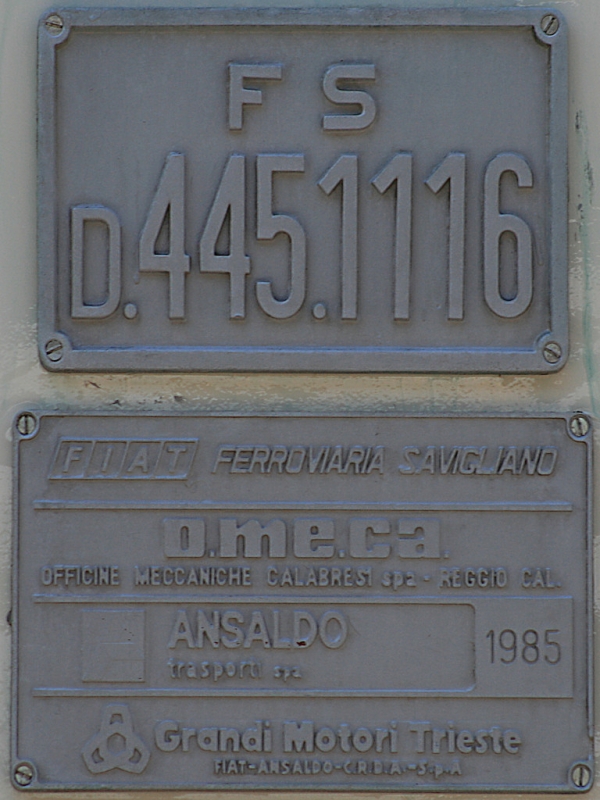 F S
D.445.1116
FIAT FERROVIARIA SAVIGLIANO
o.me.ca.
OFFICINE MECCANICHE CALABRESI spa - REGGIO CAL.
ANSALDO
trasporti spa
1985
Grandi Motori Trieste
FIAT-ANSALDO-C.R.D.A.-S.p.A